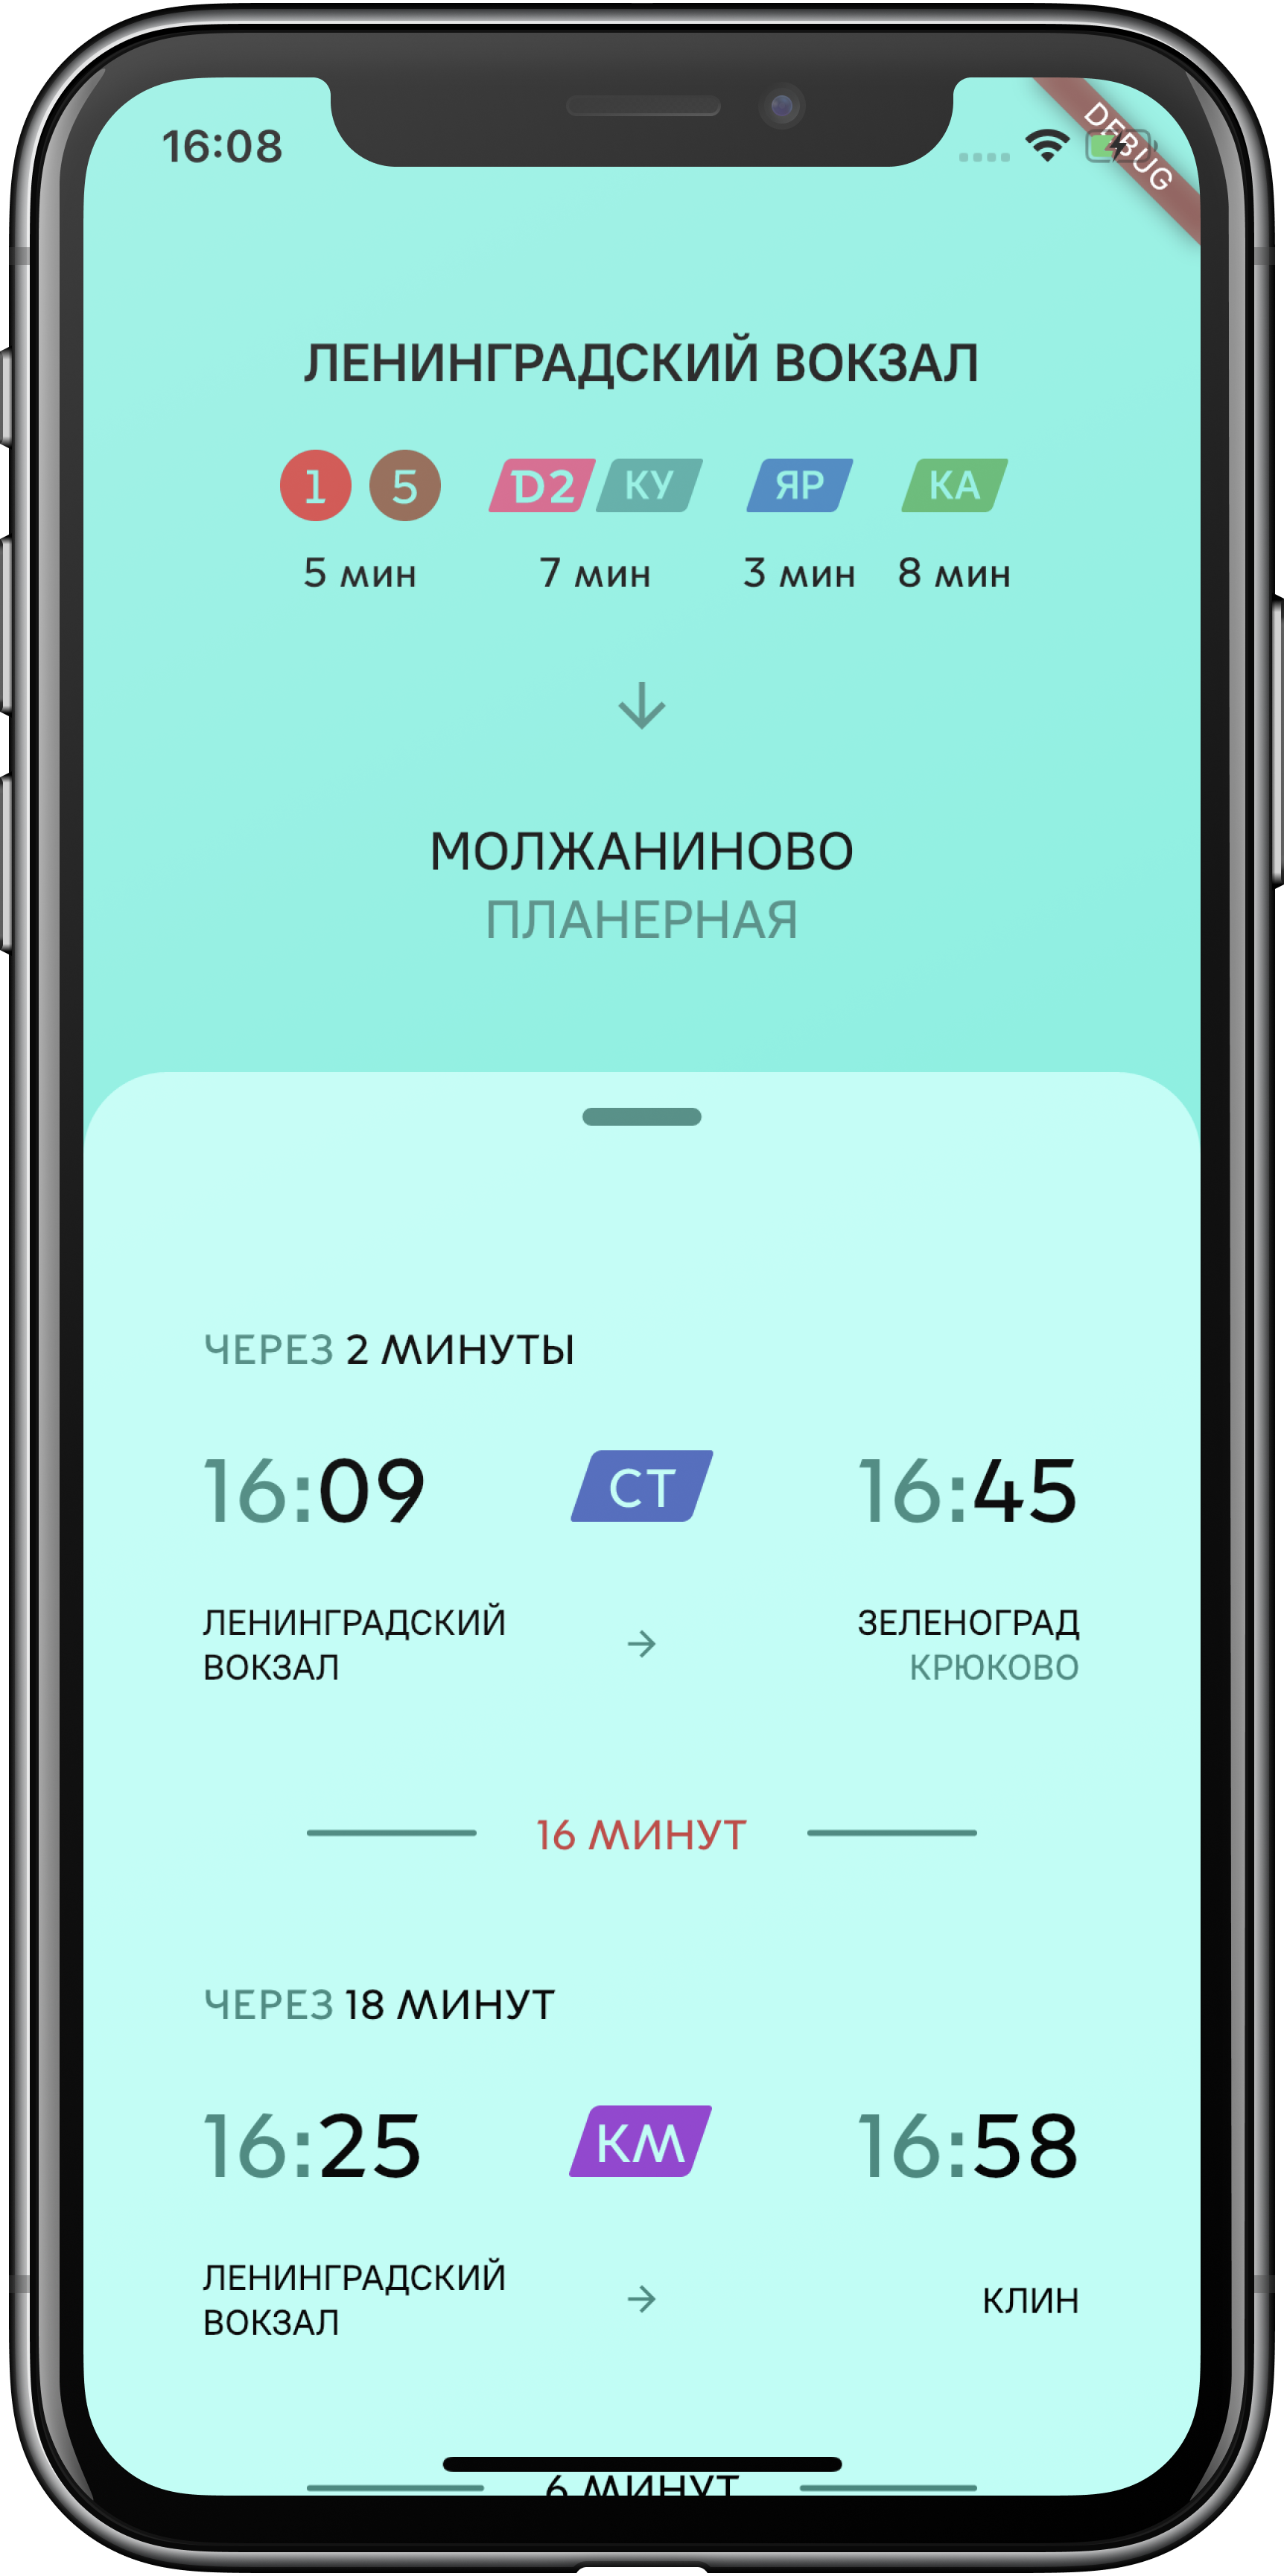 16:08
DEBUG
ЛЕНИНГРАДСКИЙ ВОКЗАЛ
1 5 D2 КУ ЯР КА
5 мин 7 мин 3 мин 8 мин
МОЛЖАНИНОВО
ПЛАНЕРНАЯ
ЧЕРЕЗ 2 МИНУТЫ
16:09 СТ 16:45
ЛЕНИНГРАДСКИЙ
ВОКЗАЛ
ЗЕЛЕНОГРАД
КРЮКОВО
16 МИНУТ
ЧЕРЕЗ 18 МИНУТ
16:25 КМ 16:58
ЛЕНИНГРАДСКИЙ
ВОКЗАЛ
КЛИН
6 МИНУТ